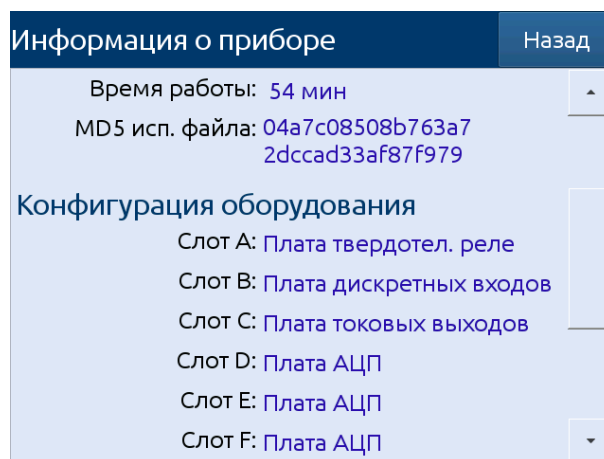 Информация о приборе Назад
Время работы: 54 мин
MD5 исп. файла: 04a7c08508b763a7
2dccad33af87f979
Конфигурация оборудования
Слот A: Плата твердотел. реле
Слот B: Плата дискретных входов
Слот C: Плата токовых выходов
Слот D: Плата АЦП
Слот E: Плата АЦП
Слот F: Плата АЦП